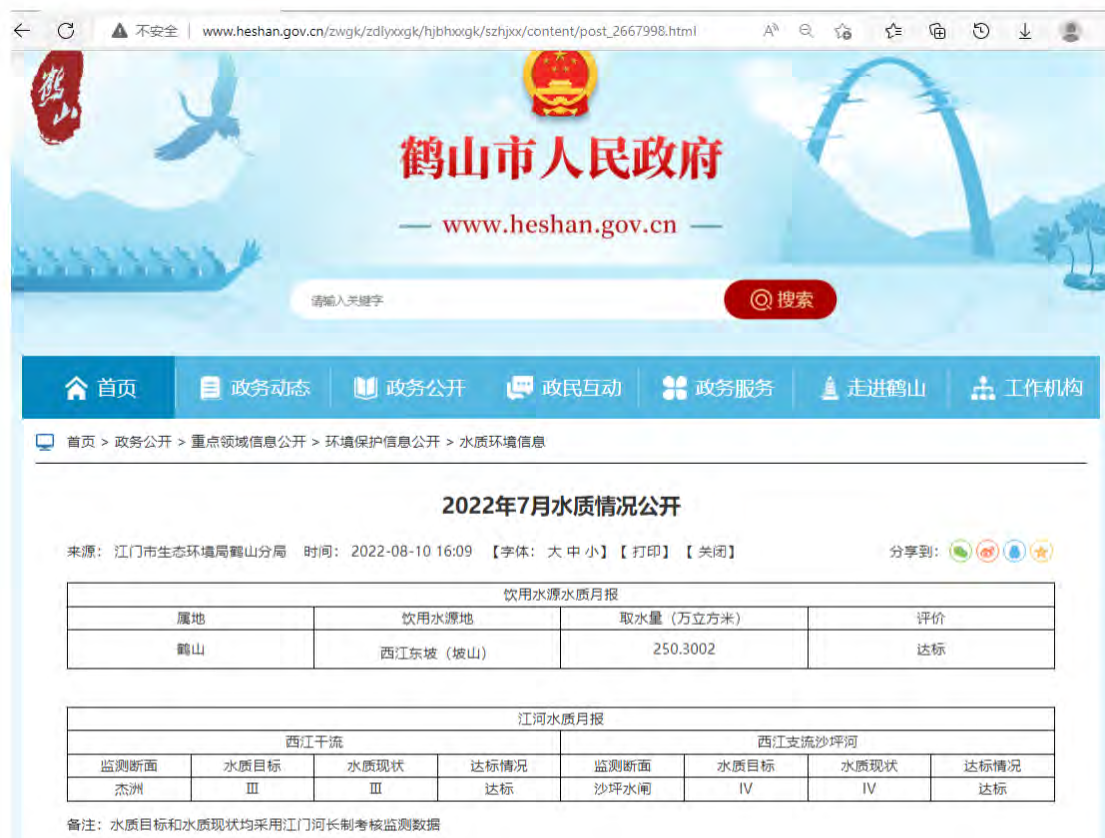 不安全 www.heshan.gov.cn/zwgk/zdlyxxgk/hjbhxxgk/szhjxx/content/post_2667998.html
鹤山
鹤山市人民政府
www.heshan.gov.cn
请输入关键字 搜索
首页 政务动态 政务公开 政民互动 政务服务 走进鹤山 工作机构
首页 > 政务公开 > 重点领域信息公开 > 环境保护信息公开 > 水质环境信息
2022年7月水质情况公开
来源: 江门市生态环境局鹤山分局 时间: 2022-08-10 16:09 【字体: 大 中 小】【 打印】【 关闭】 分享到:
饮用水源水质月报
属地 饮用水源地 取水量（万立方米） 评价
鹤山 西江东坡（坡山） 250.3002 达标
江河水质月报
西江干流 西江支流沙坪河
监测断面 水质目标 水质现状 达标情况 监测断面 水质目标 水质现状 达标情况
杰洲 III III 达标 沙坪水闸 IV IV 达标
备注: 水质目标和水质现状均采用江门河长制考核监测数据